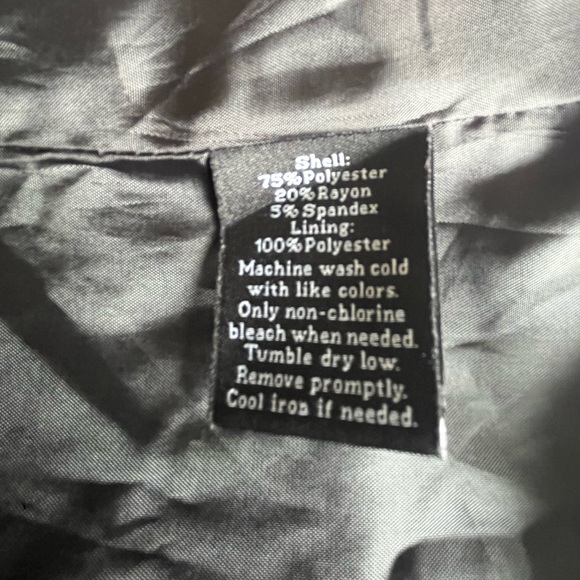 Shell:
75% Polyester
20% Rayon
5% Spandex
Lining:
100% Polyester
Machine wash cold
with like colors.
Only non-chlorine
bleach when needed.
Tumble dry low.
Remove promptly.
Cool iron if needed.